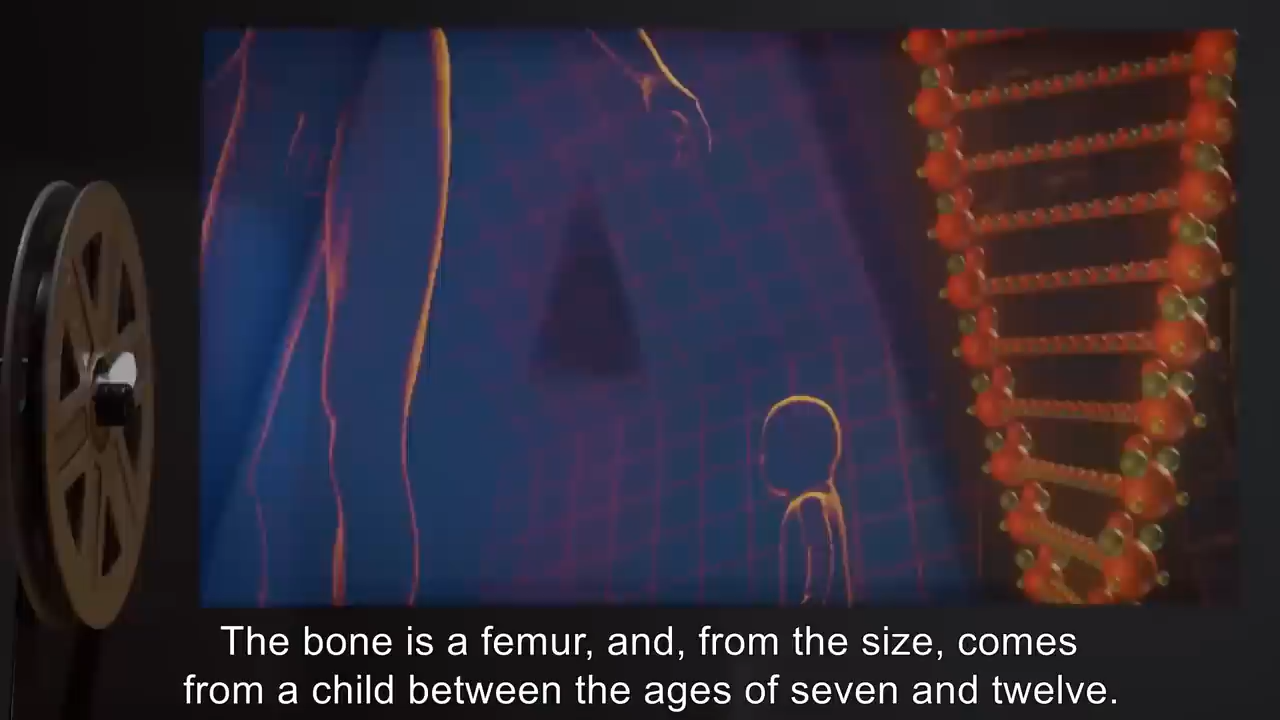 The bone is a femur, and, from the size, comes
from a child between the ages of seven and twelve.